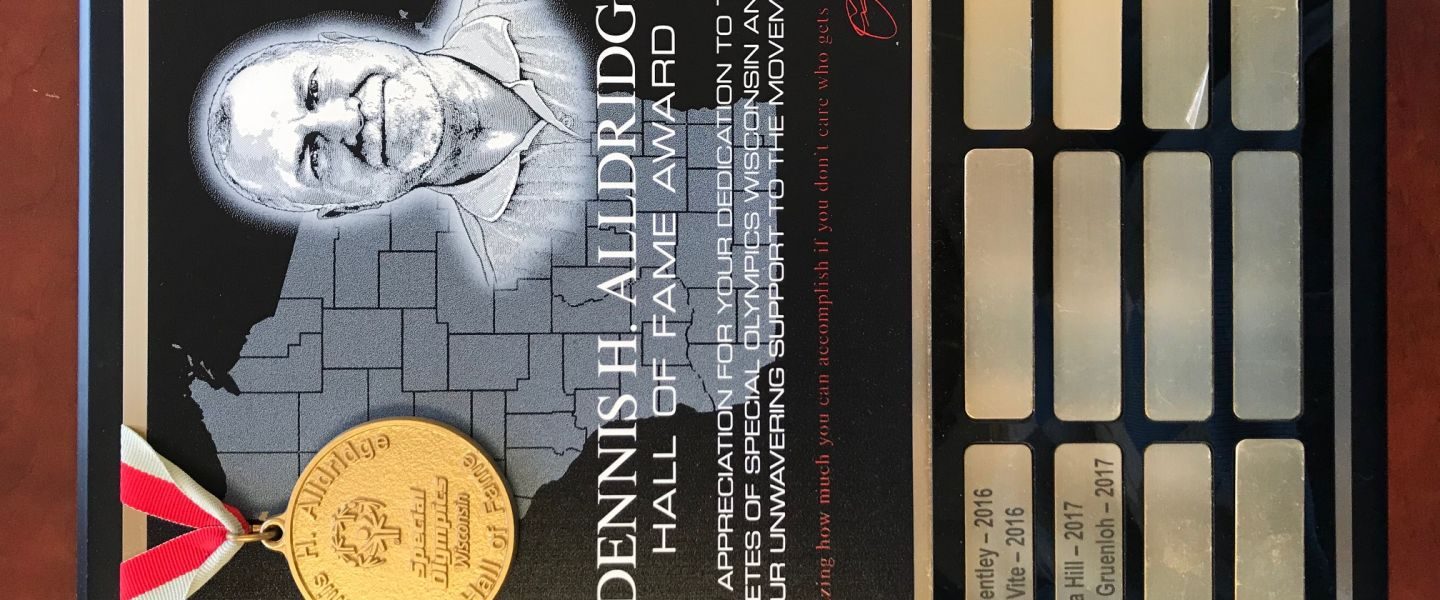 DENNIS H. ALLDRIDG
HALL OF FAME AWARD
APPRECIATION FOR YOUR DEDICATION TO
ETES OF SPECIAL OLYMPICS WISCONSIN AN
UR UNWAVERING SUPPORT TO THE MOVEM
zing how much you can accomplish if you don't care who gets
H. Alldridge
Special
Olympics
Wisconsin
Hall of Fame
entley – 2016
Vite – 2016
a Hill – 2017
Gruenloh – 2017